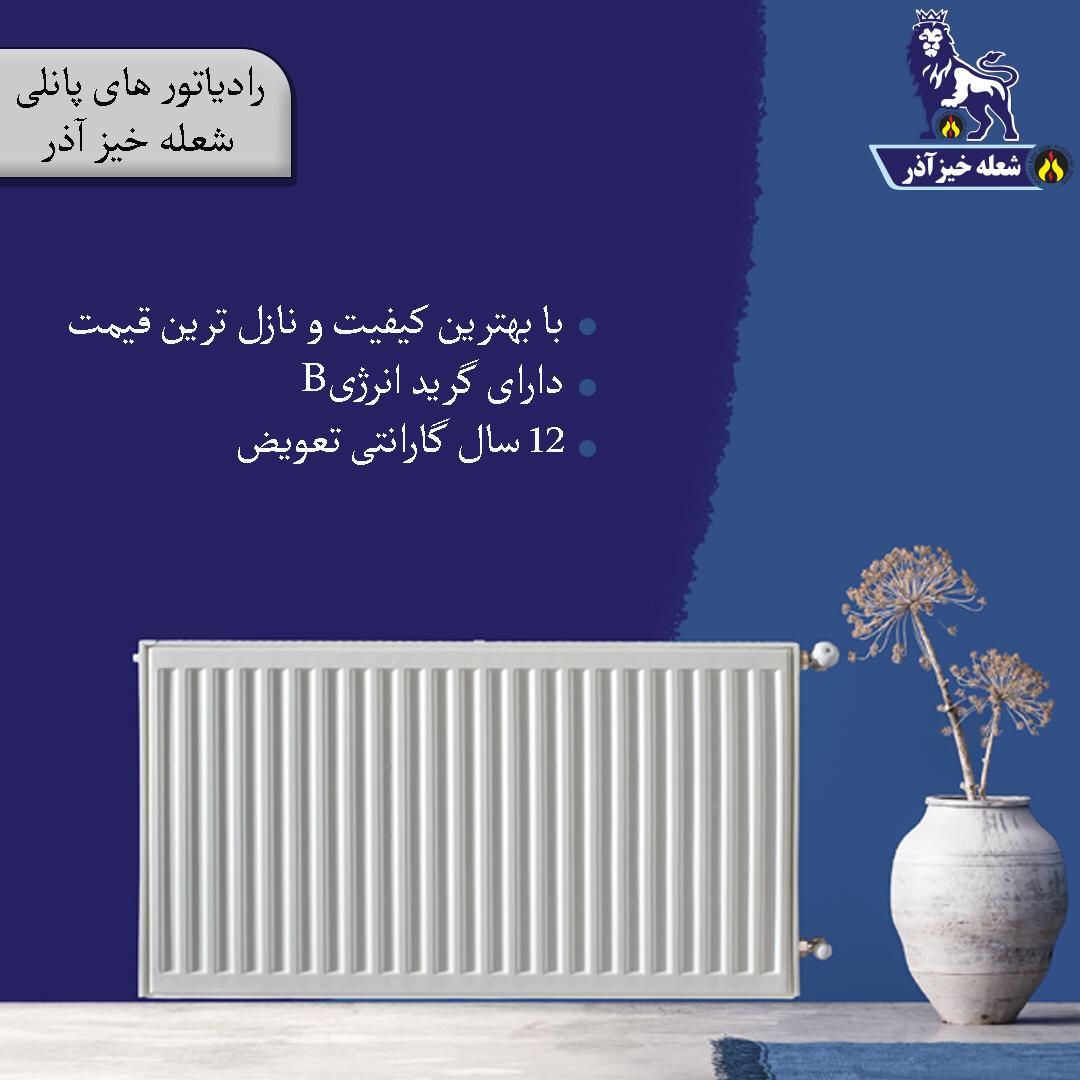 رادیاتور های پانلی
شعله خیز آذر
شعله خیز آذر
با بهترین کیفیت و نازل ترین قیمت
دارای گرید انرژیB
12 سال گارانتی تعویض